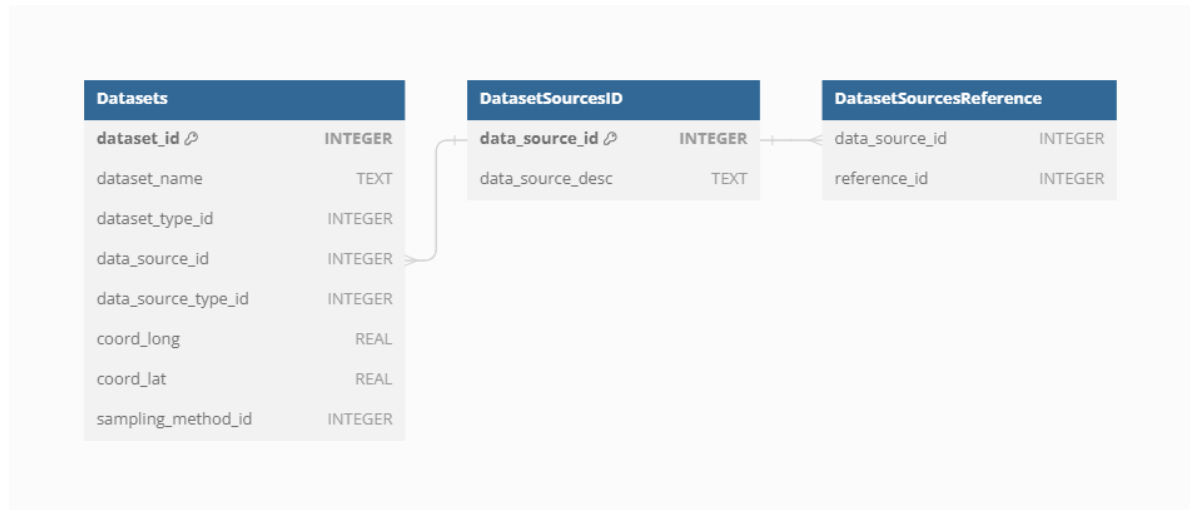 Datasets
dataset_id INTEGER
dataset_name TEXT
dataset_type_id INTEGER
data_source_id INTEGER
data_source_type_id INTEGER
coord_long REAL
coord_lat REAL
sampling_method_id INTEGER
DatasetSourcesID
data_source_id INTEGER
data_source_desc TEXT
DatasetSourcesReference
data_source_id INTEGER
reference_id INTEGER